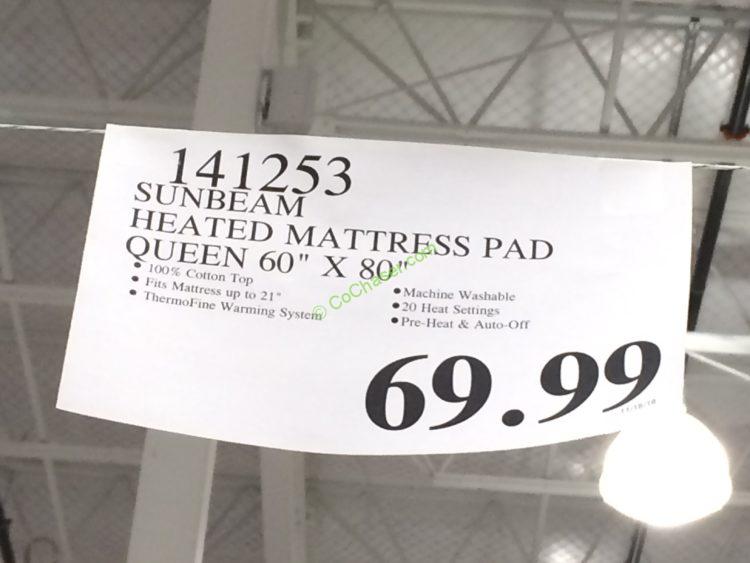 141253
SUNBEAM
HEATED MATTRESS PAD
QUEEN 60" X 80"
• 100% Cotton Top
• Fits Mattress up to 21"
• ThermoFine Warming System
• Machine Washable
• 20 Heat Settings
• Pre-Heat & Auto-Off
© CoChaser.com
69.99